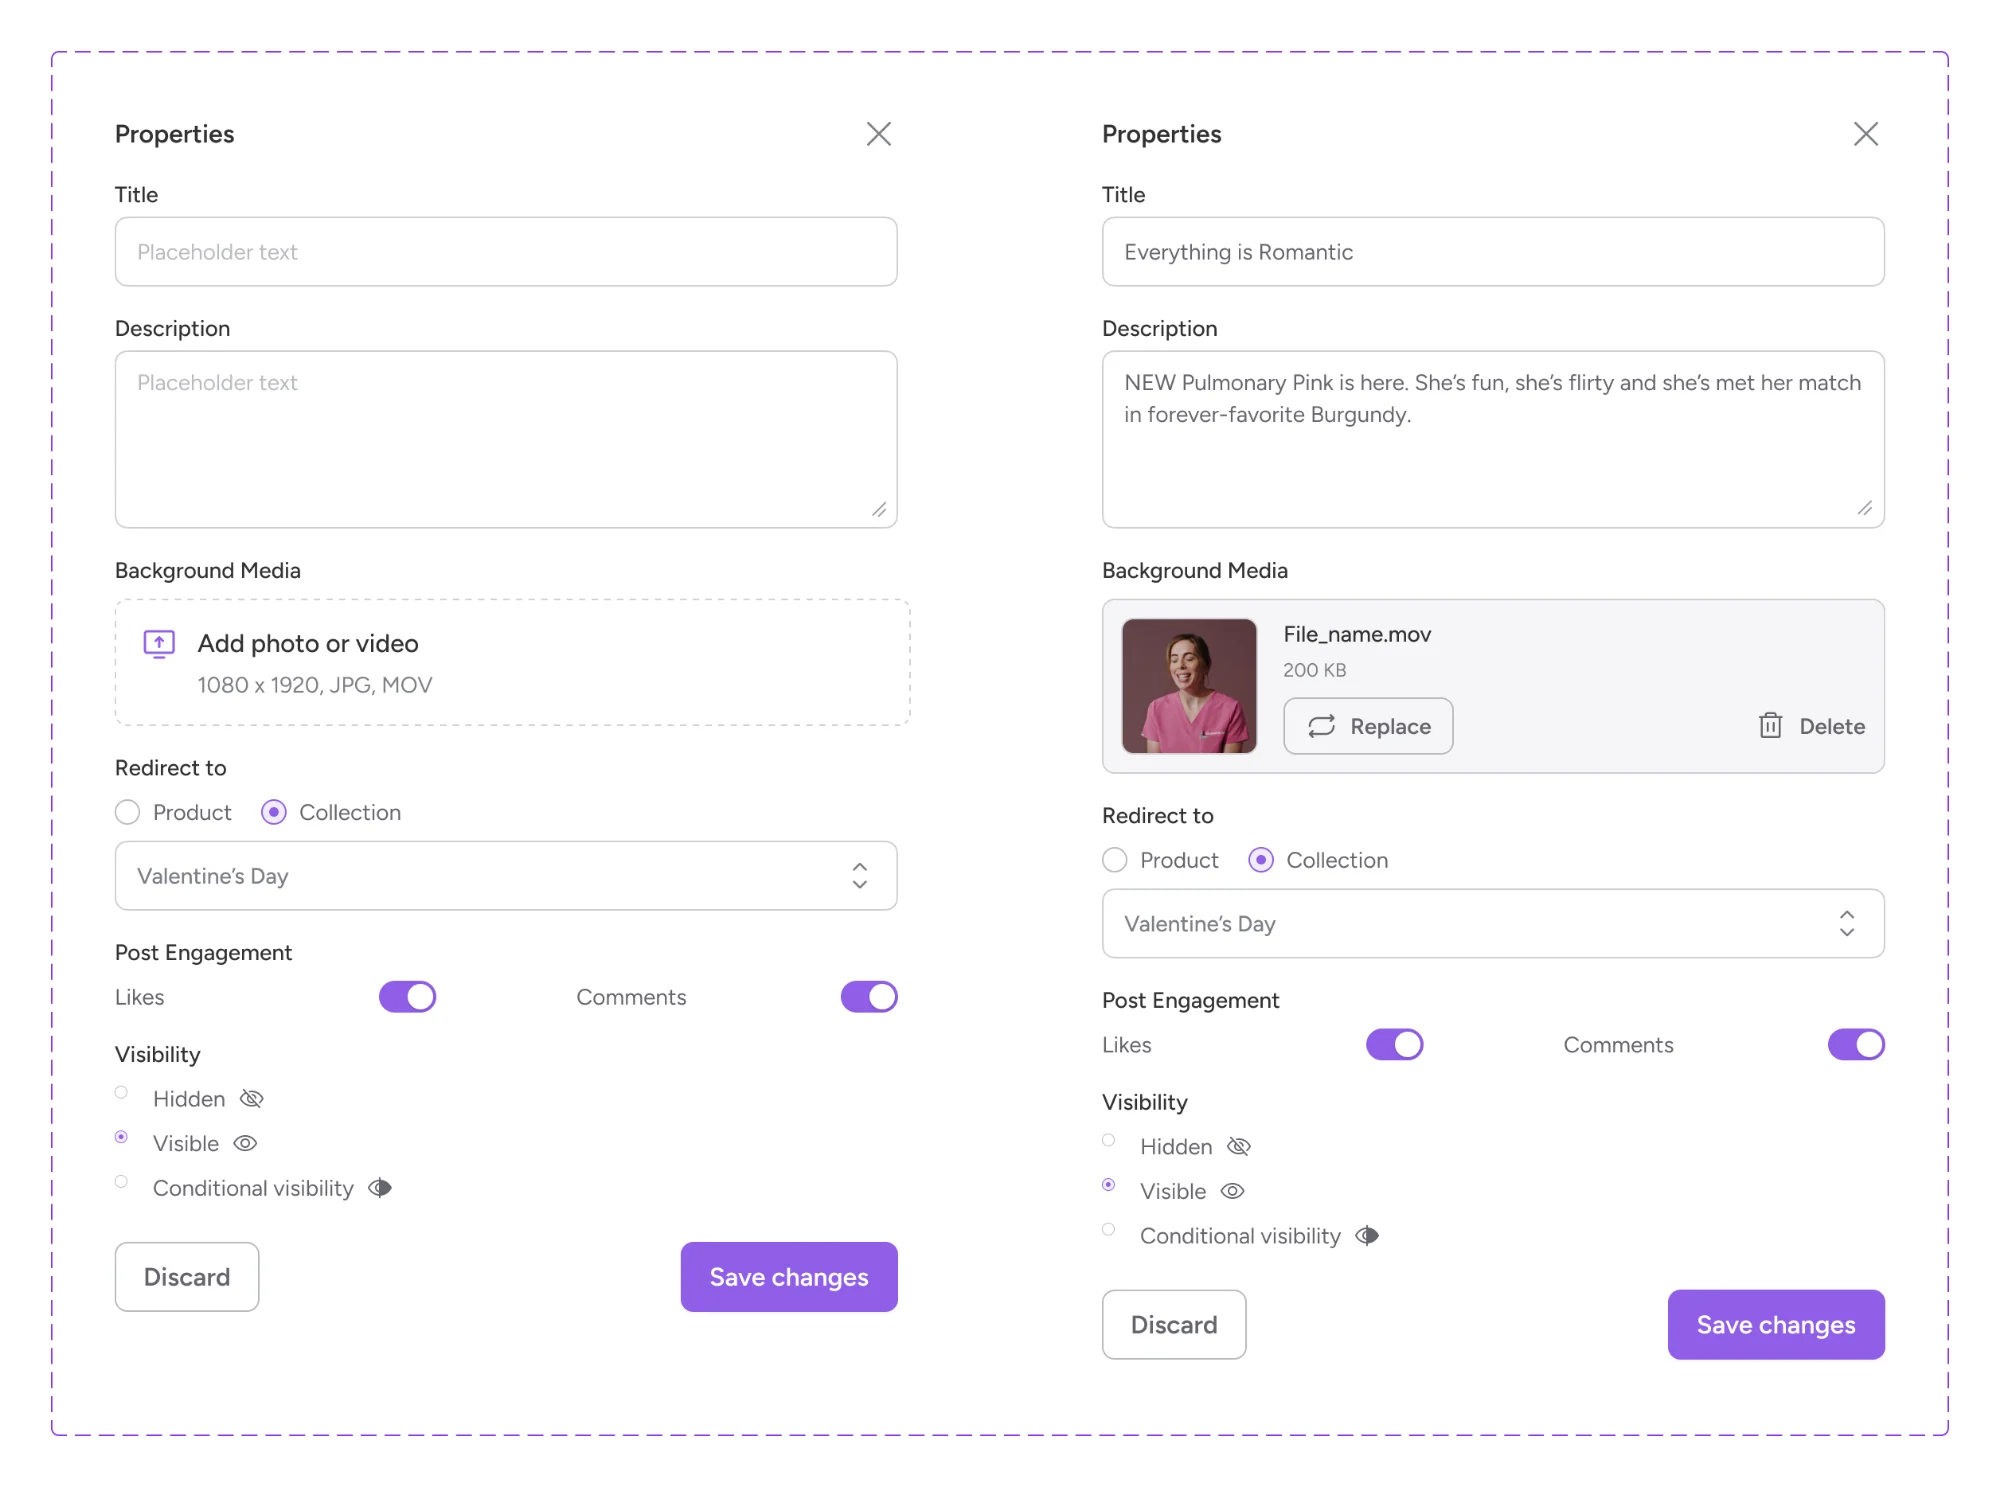 Properties
Title
Placeholder text
Description
Placeholder text
Background Media
Add photo or video
1080 x 1920, JPG, MOV
Redirect to
Product
Collection
Valentine’s Day
Post Engagement
Likes
Comments
Visibility
Hidden
Visible
Conditional visibility
Discard
Save changes
Properties
Title
Everything is Romantic
Description
NEW Pulmonary Pink is here. She’s fun, she’s flirty and she’s met her match
in forever-favorite Burgundy.
Background Media
File_name.mov
200 KB
Replace
Delete
Redirect to
Product
Collection
Valentine’s Day
Post Engagement
Likes
Comments
Visibility
Hidden
Visible
Conditional visibility
Discard
Save changes